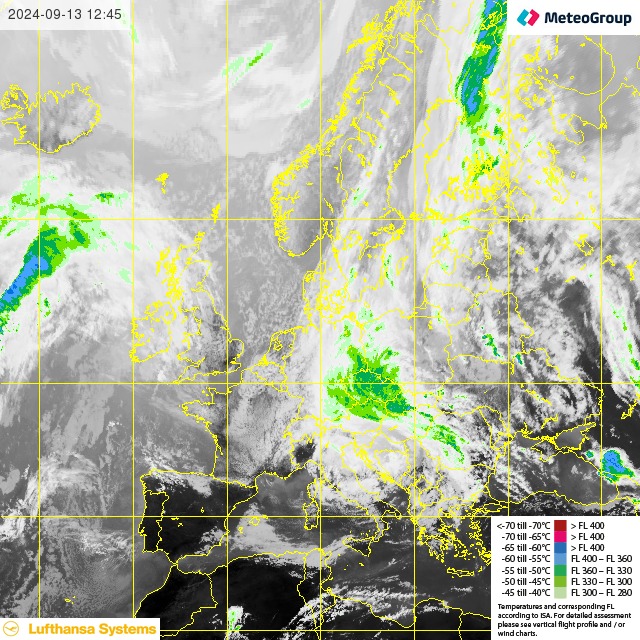 2024-09-13 12:45
MeteoGroup
<-70 till -70°C > FL 400
-70 till -65°C > FL 400
-65 till -60°C > FL 400
-60 till -55°C FL 400 - FL 360
-55 till -50°C FL 360 - FL 330
-50 till -45°C FL 330 - FL 300
-45 till -40°C FL 300 - FL 280
Temperatures and corresponding FL
according to ISA. For detailed assessment
please see vertical flight profile and / or
wind charts.
Lufthansa Systems